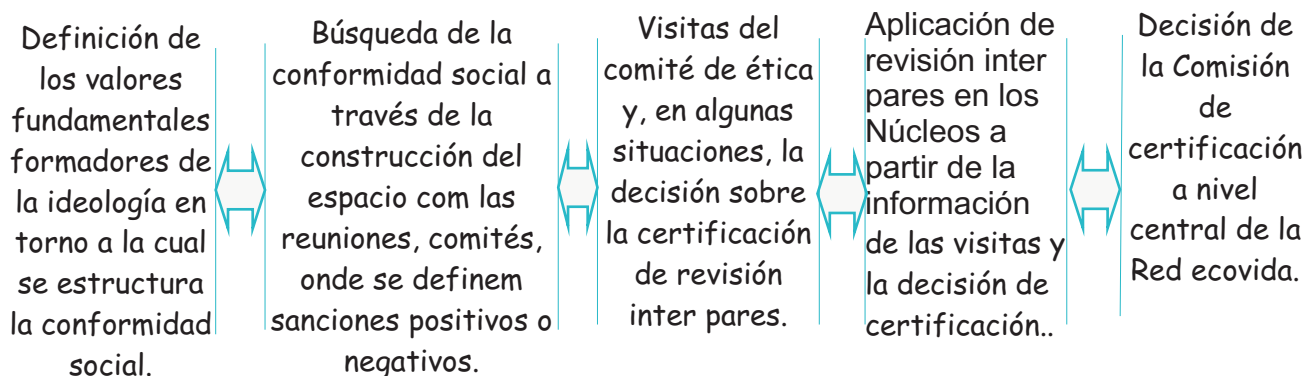 Definición de
los valores
fundamentales
formadores de
la ideología en
torno a la cual
se estructura
la conformidad
social.
Búsqueda de la
conformidad social a
través de la
construcción del
espacio com las
reuniones, comités,
onde se definem
sanciones positivos o
negativos.
Visitas del
comité de ética
y, en algunas
situaciones, la
decisión sobre
la certificación
de revisión
inter pares.
Aplicación de
revisión inter
pares en los
Núcleos a
partir de la
información
de las visitas y
la decisión de
certificación..
Decisión de
la Comisión
de
certificación
a nivel
central de la
Red ecovida.